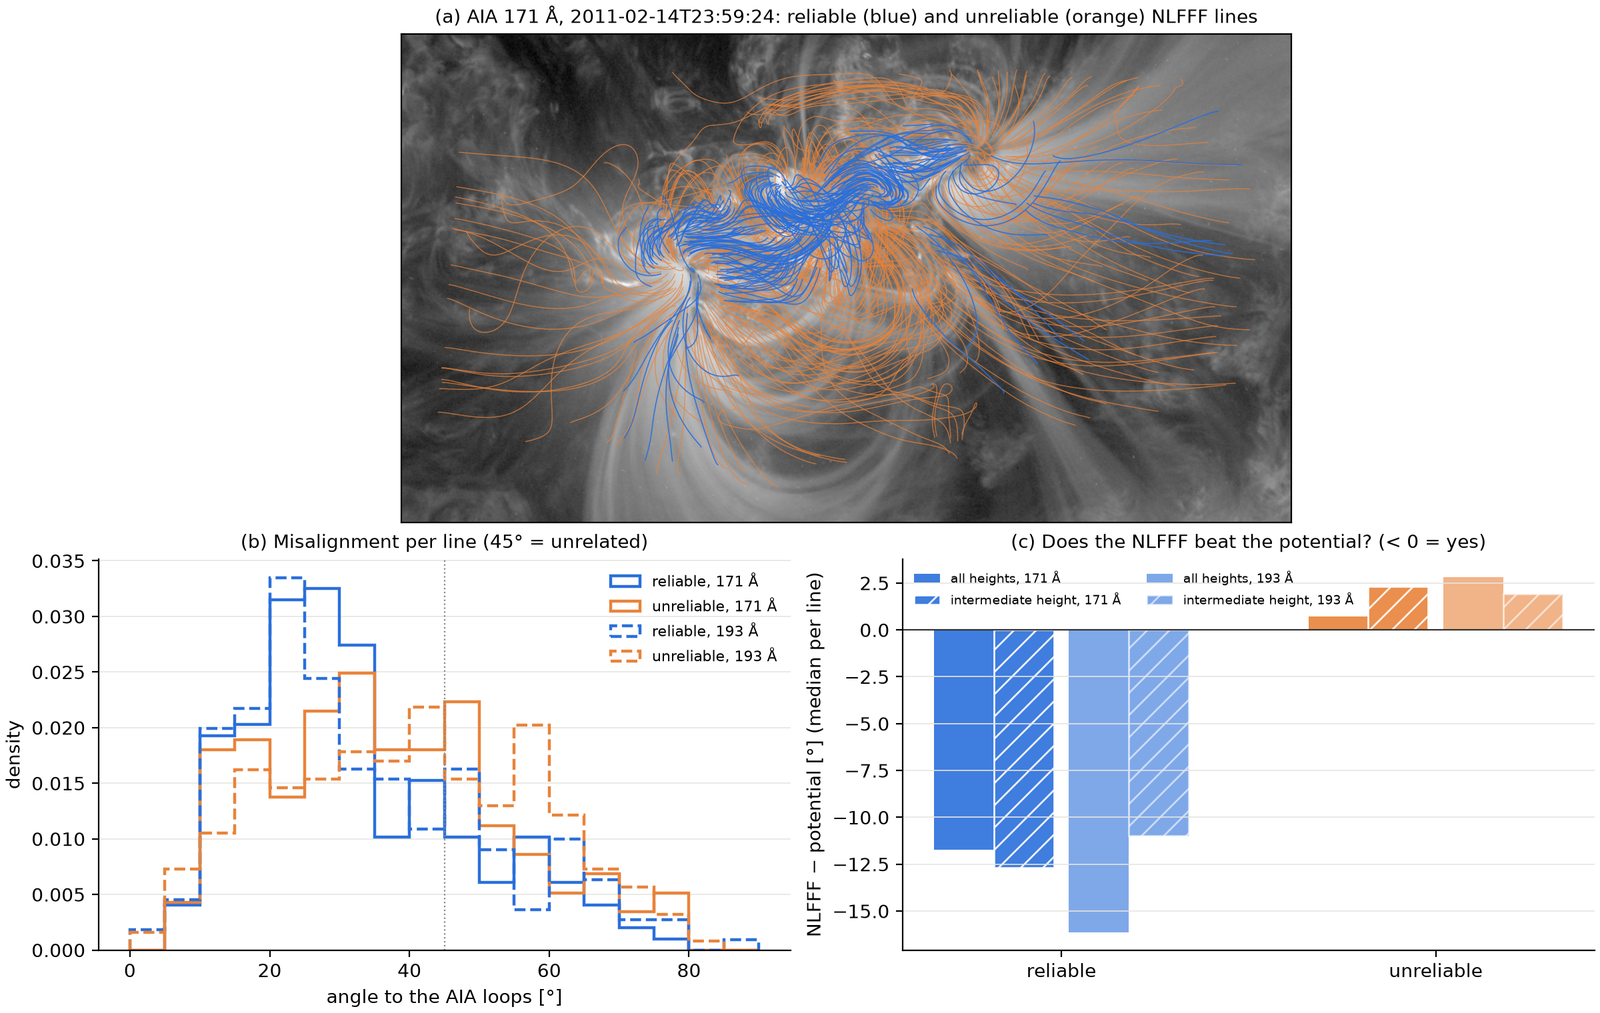 (a) AIA 171 Å, 2011-02-14T23:59:24: reliable (blue) and unreliable (orange) NLFFF lines
(b) Misalignment per line (45° = unrelated)
0.035
0.030
0.025
0.020
0.015
0.010
0.005
0.000
density
reliable, 171 Å
unreliable, 171 Å
reliable, 193 Å
unreliable, 193 Å
0
20
40
60
80
angle to the AIA loops [°]
(c) Does the NLFFF beat the potential? (< 0 = yes)
2.5
0.0
−2.5
−5.0
−7.5
−10.0
−12.5
−15.0
NLFFF − potential [°] (median per line)
all heights, 171 Å
intermediate height, 171 Å
all heights, 193 Å
intermediate height, 193 Å
reliable
unreliable